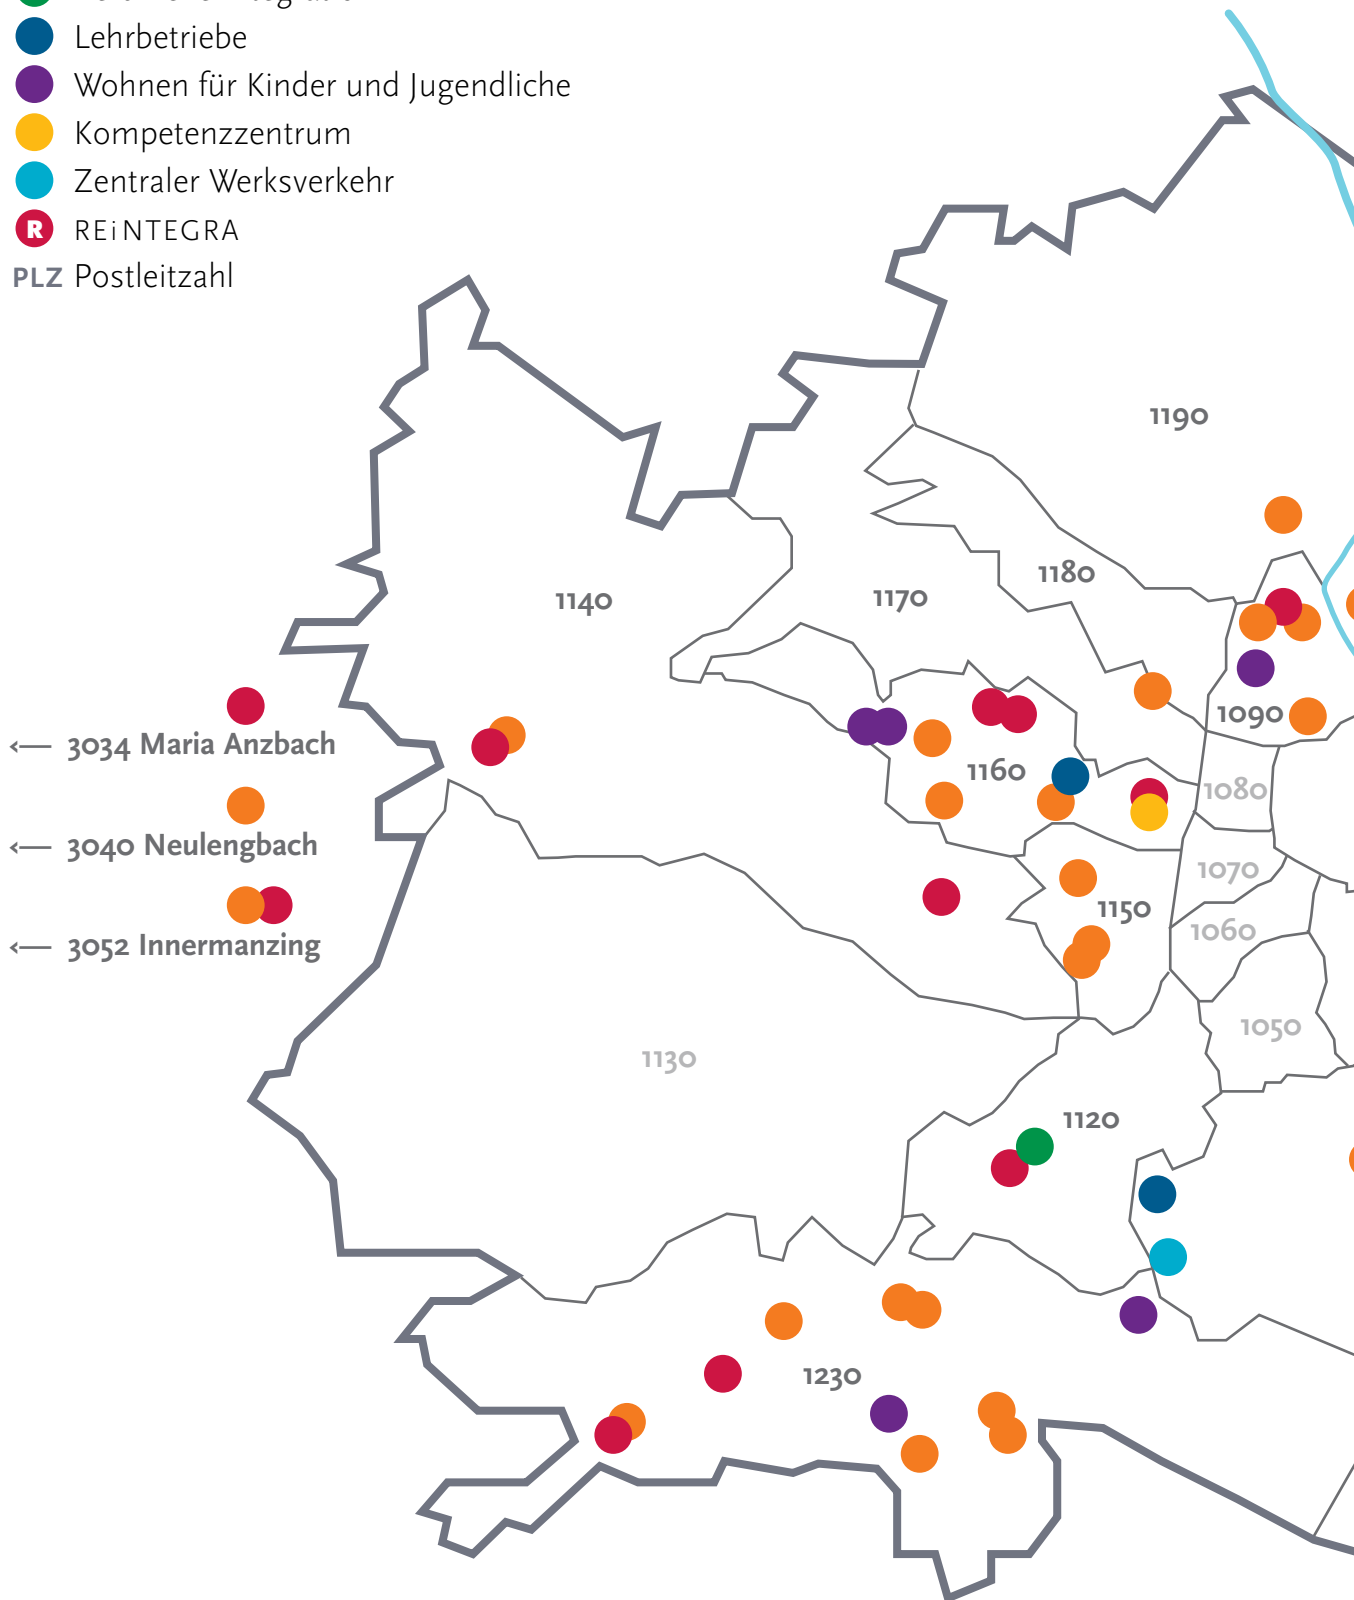 Lehrbetriebe
Wohnen für Kinder und Jugendliche
Kompetenzzentrum
Zentraler Werksverkehr
R REiNTEGRA
PLZ Postleitzahl
1190
1180
1140
1170
1090
3034 Maria Anzbach
1160
1080
3040 Neulengbach
1070
1150
1060
3052 Innermanzing
1050
1130
1120
1230